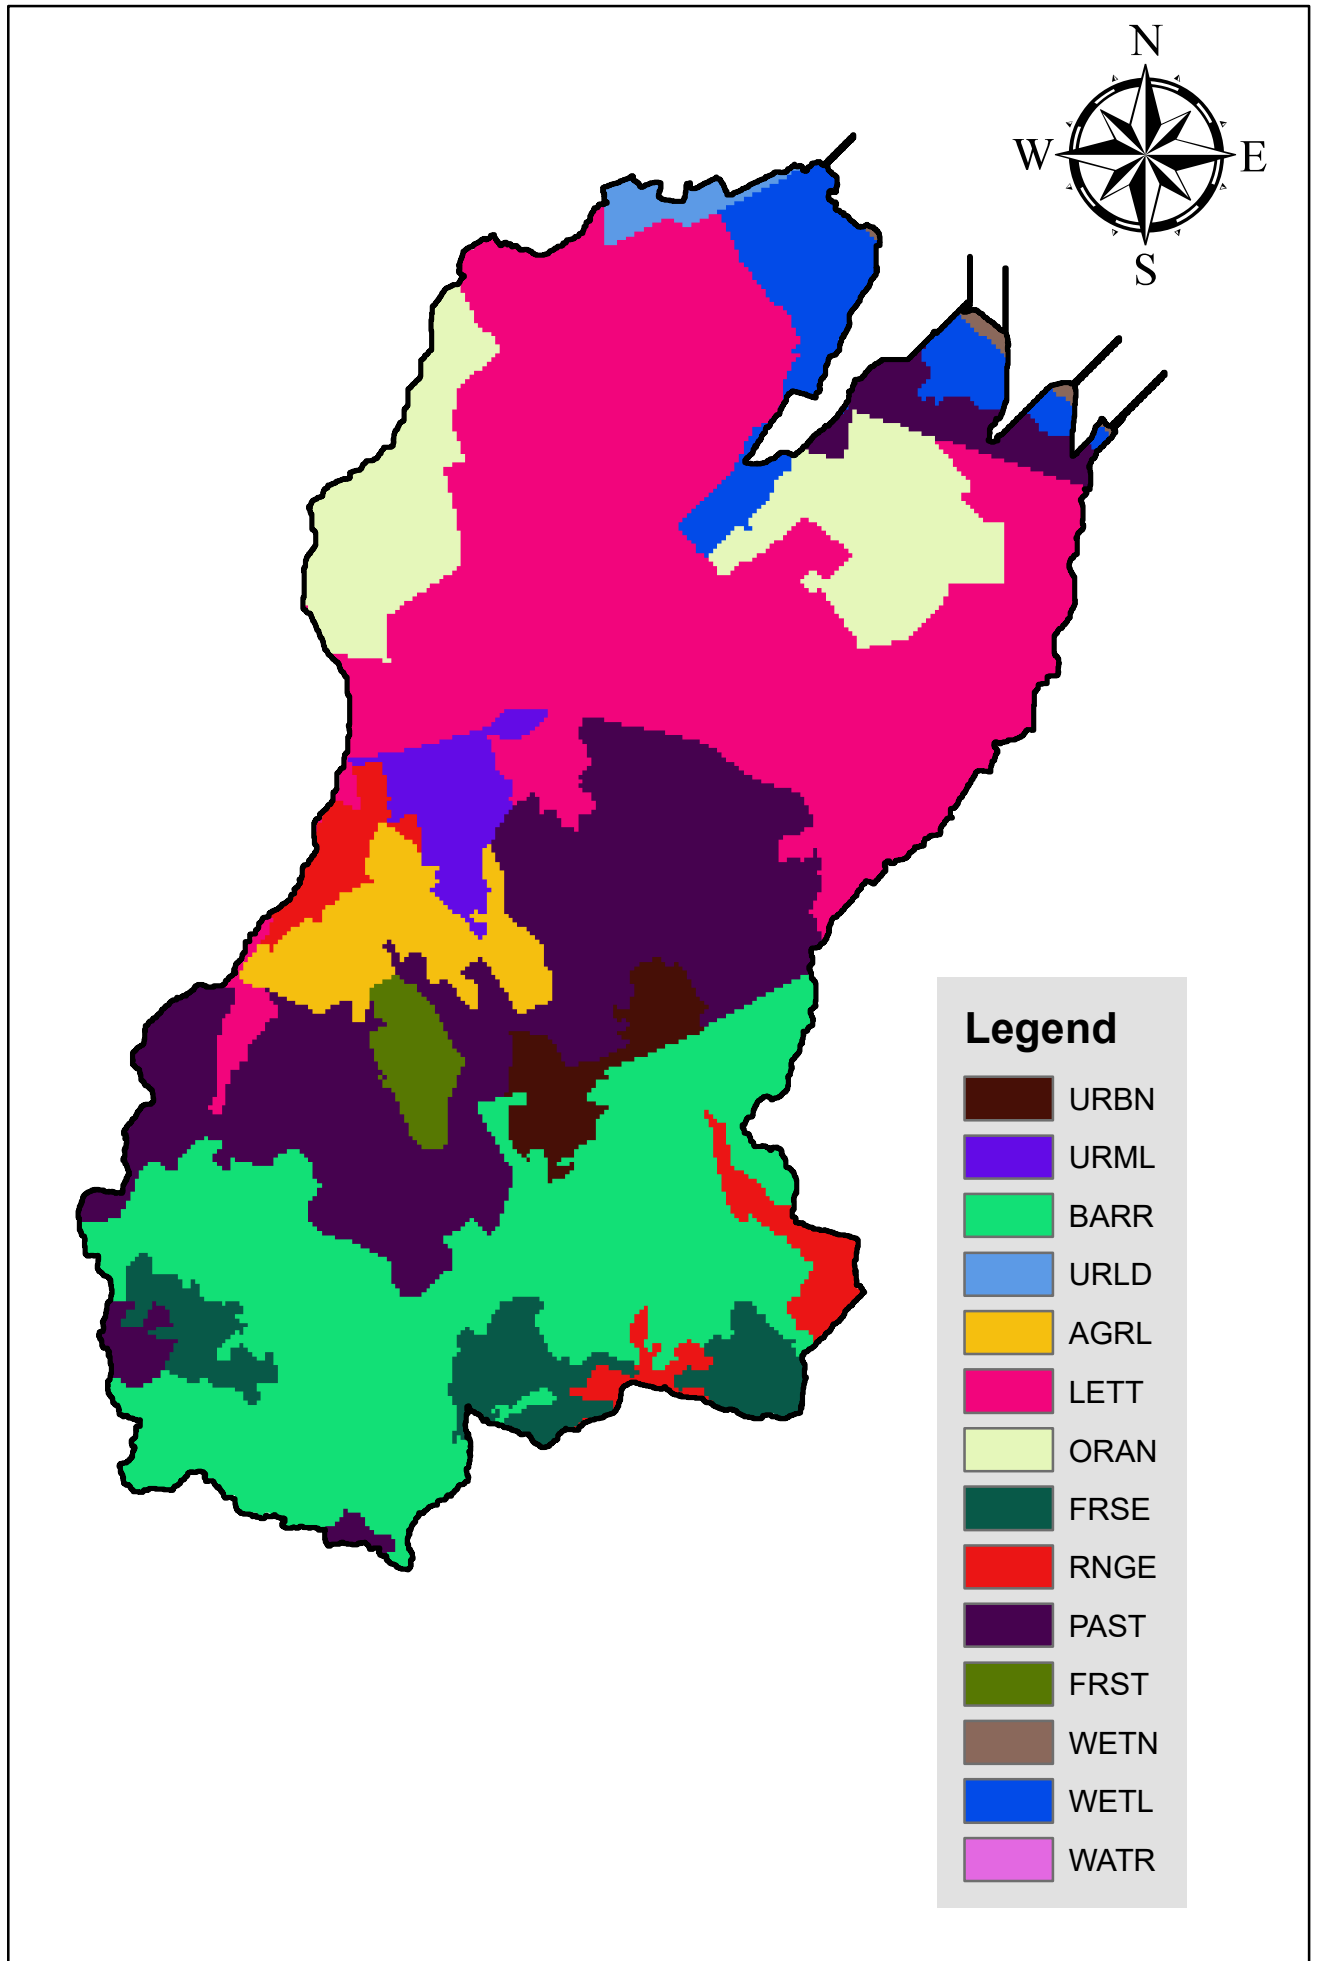 N
W E
S
Legend
URBN
URML
BARR
URLD
AGRL
LETT
ORAN
FRSE
RNGE
PAST
FRST
WETN
WETL
WATR